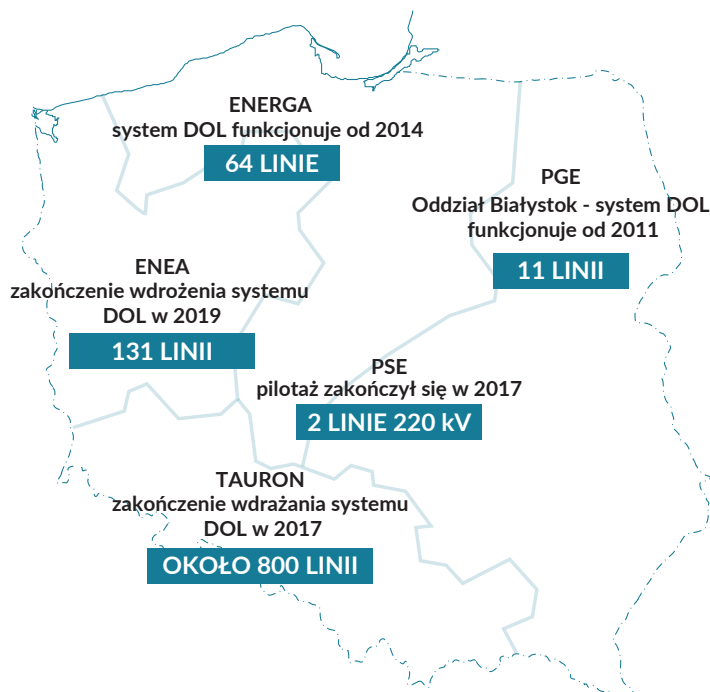 ENERGA
system DOL funkcjonuje od 2014
64 LINIE
PGE
Oddział Białystok - system DOL
funkcjonuje od 2011
11 LINII
ENEA
zakończenie wdrożenia systemu
DOL w 2019
131 LINII
PSE
pilotaż zakończył się w 2017
2 LINIE 220 kV
TAURON
zakończenie wdrażania systemu
DOL w 2017
OKOŁO 800 LINII